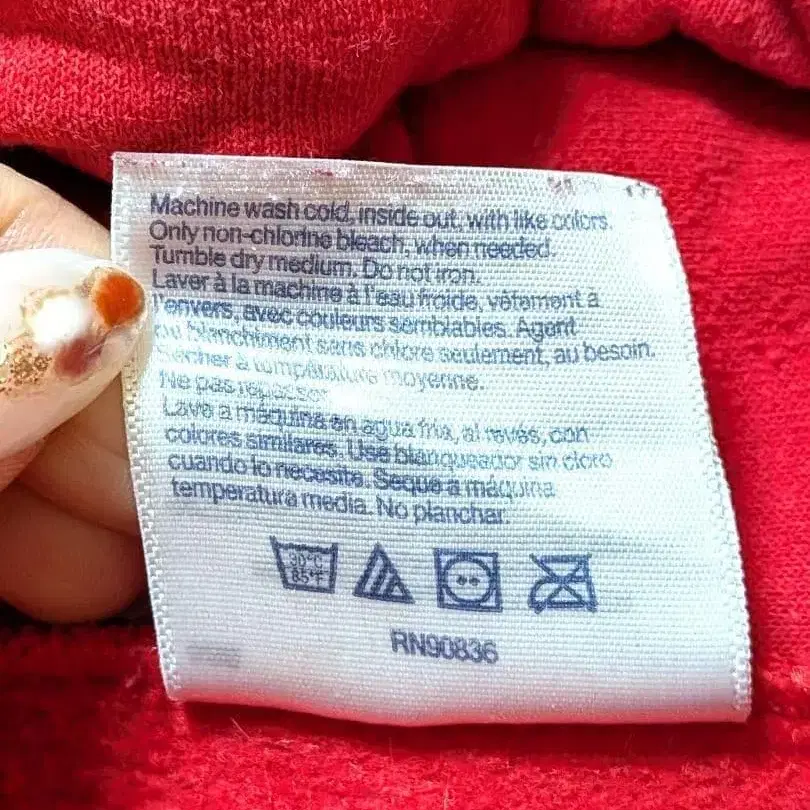 Machine wash cold, inside out, with like colors.
Only non-chlorine bleach, when needed.
Tumble dry medium. Do not iron.
Laver à la machine à l'eau froide, vêtement à
l'envers, avec couleurs semblables. Agent
de blanchiment sans chlore seulement, au besoin.
Sécher à température moyenne.
Ne pas repasser
Lave a máquina en agua fría, al revés, con
colores similares. Use blanqueador sin cloro
cuando lo necesite. Seque a máquina
temperatura media. No planchar.
30°C
85°F
RN90836